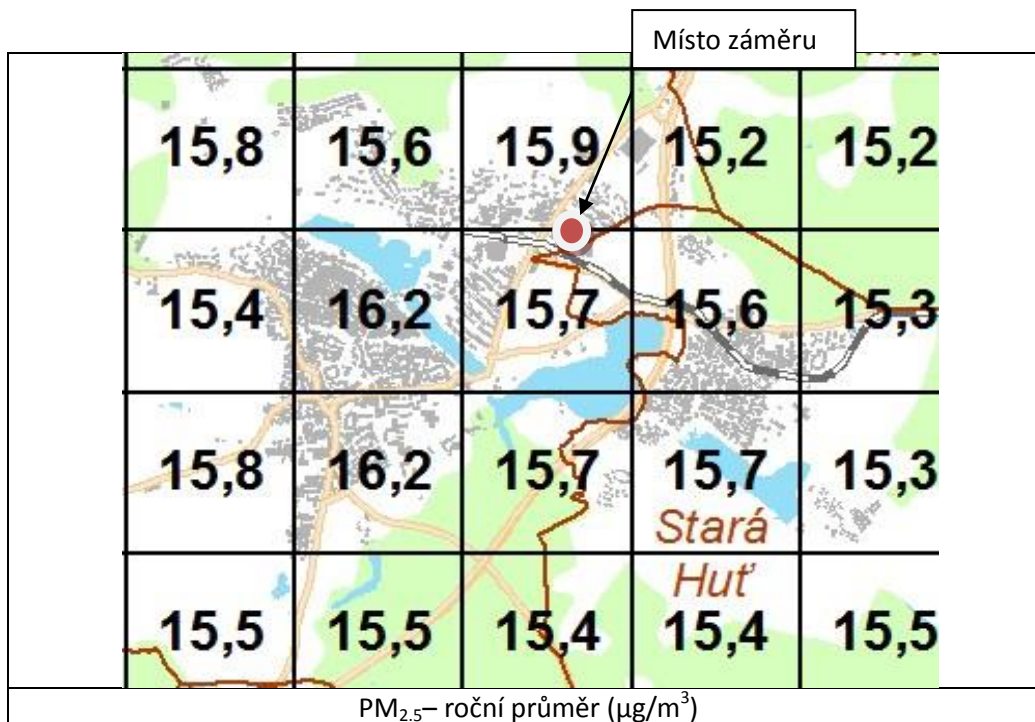 Místo záměru
15,8 15,6 15,9 15,2 15,2
15,4 16,2 15,7 15,6 15,3
15,8 16,2 15,7 15,7 15,3
Stará
Huť
15,5 15,5 15,4 15,4 15,5
PM2.5– roční průměr (µg/m3)